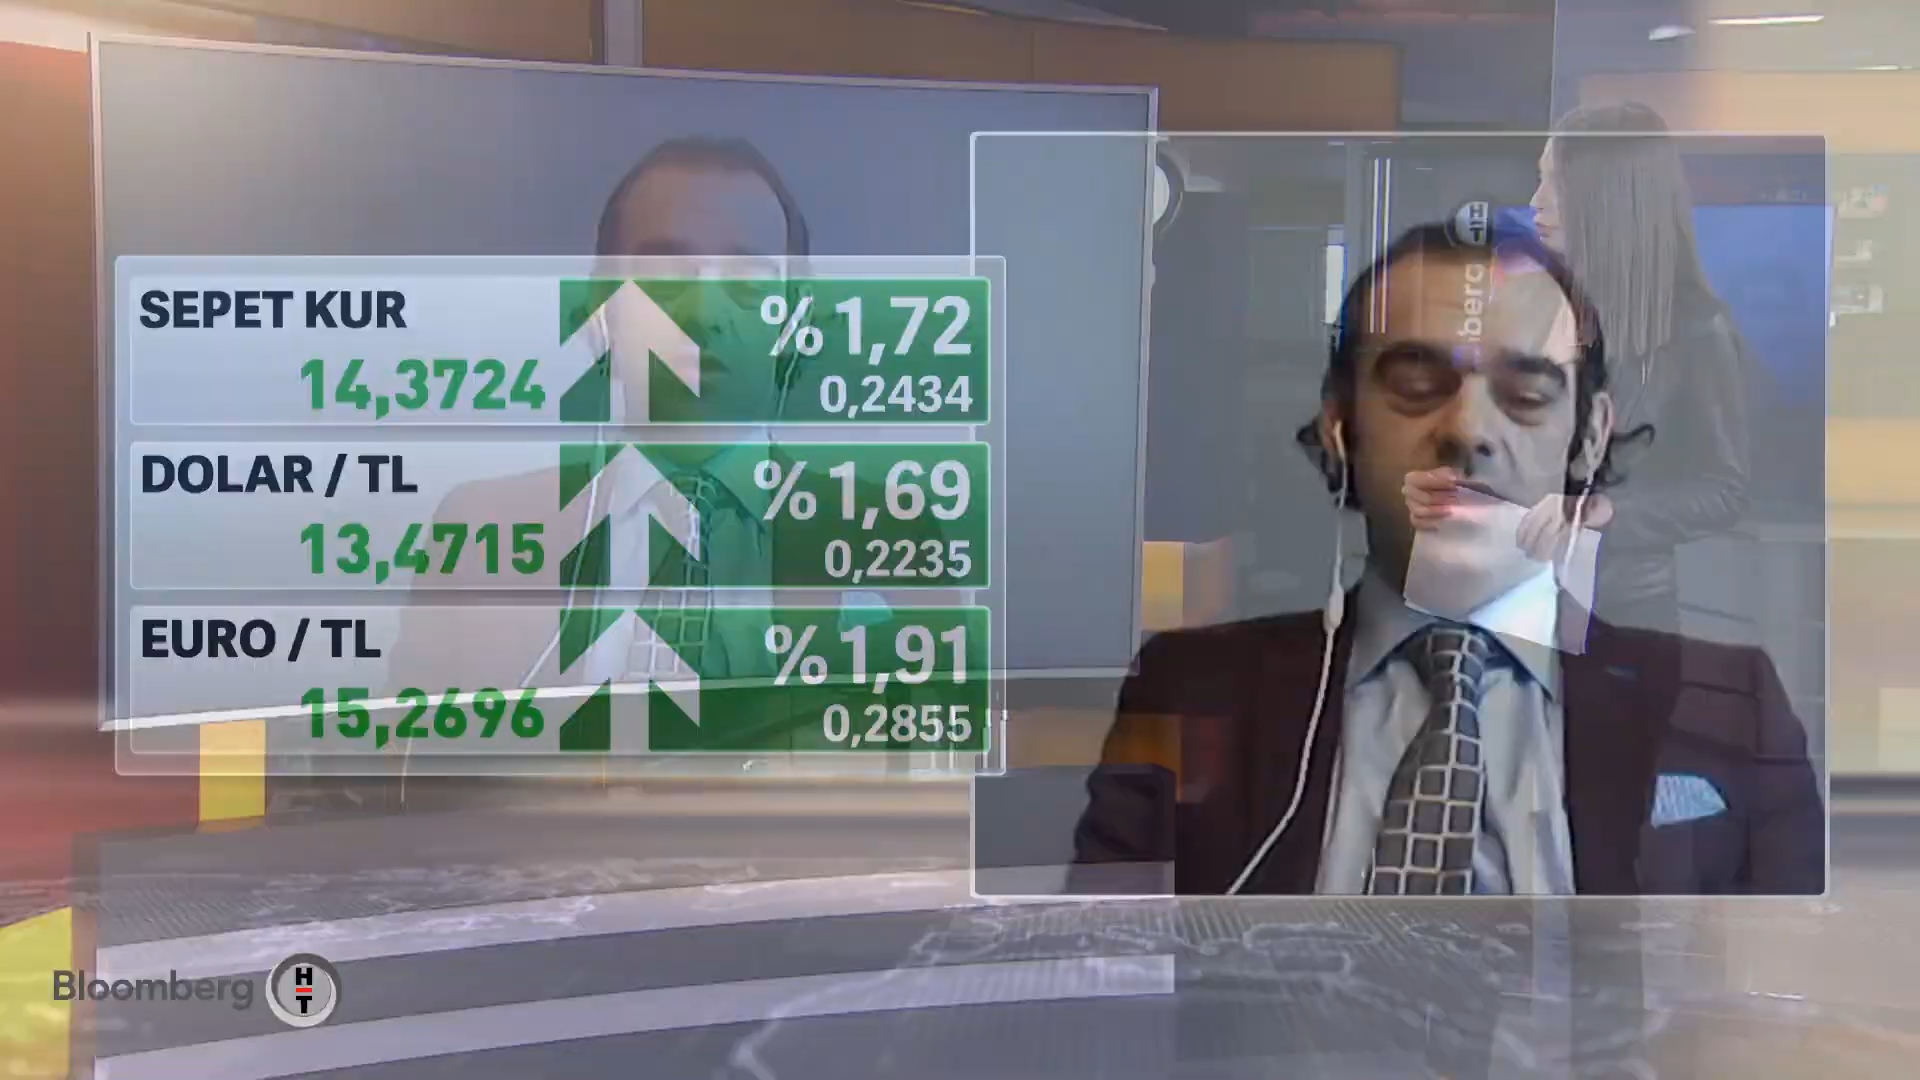 SEPET KUR
14,3724
%1,72
0,2434
DOLAR / TL
13,4715
%1,69
0,2235
EURO / TL
15,2696
%1,91
0,2855
Bloomberg
HT